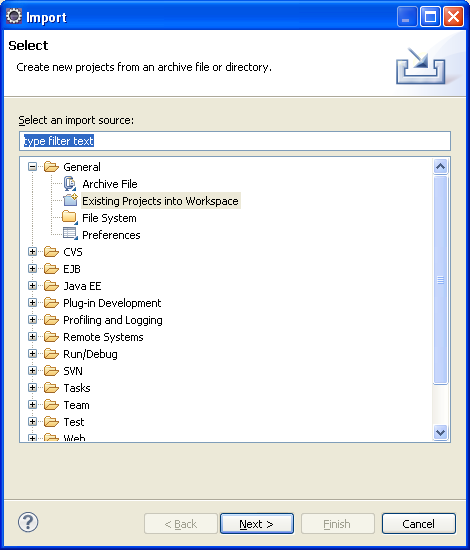 Import
Select
Create new projects from an archive file or directory.
Select an import source:
type filter text
General
Archive File
Existing Projects into Workspace
File System
Preferences
CVS
EJB
Java EE
Plug-in Development
Profiling and Logging
Remote Systems
Run/Debug
SVN
Tasks
Team
Test
Web
< Back
Next >
Finish
Cancel